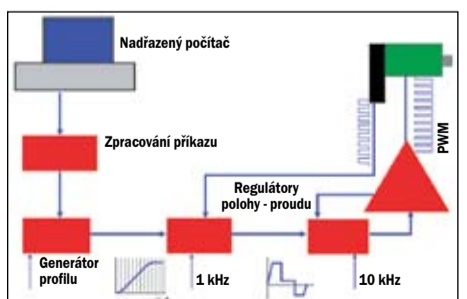 Nadřazený počítač
Zpracování příkazu
PWM
Regulátory
polohy - proudu
Generátor
profilu
1 kHz
10 kHz